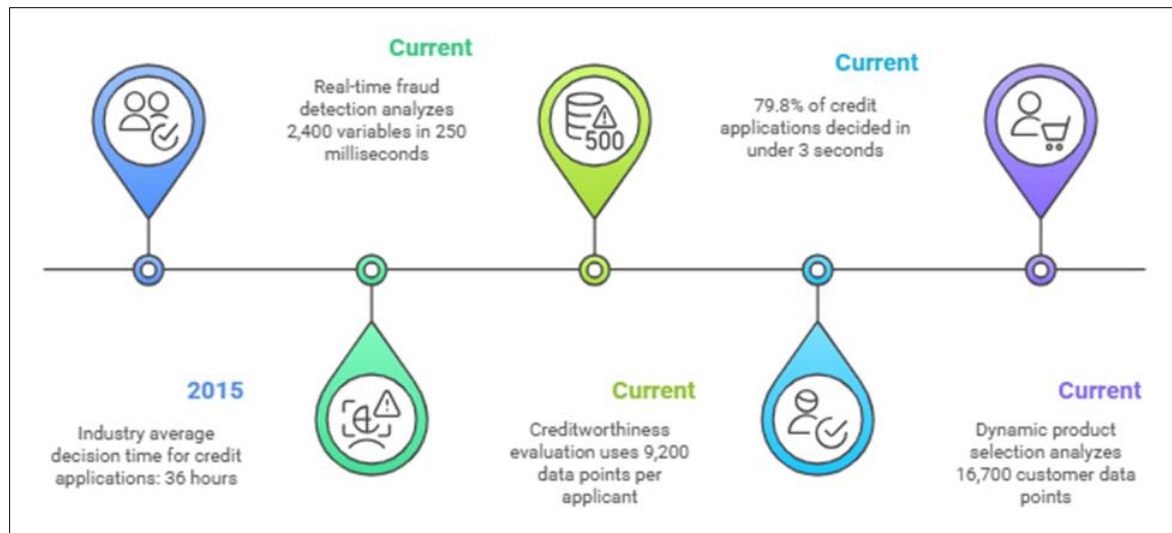 Current
Real-time fraud
detection analyzes
2,400 variables in 250
milliseconds
500
Current
79.8% of credit
applications decided in
under 3 seconds
2015
Industry average
decision time for credit
applications: 36 hours
Current
Creditworthiness
evaluation uses 9,200
data points per
applicant
Current
Dynamic product
selection analyzes
16,700 customer data
points